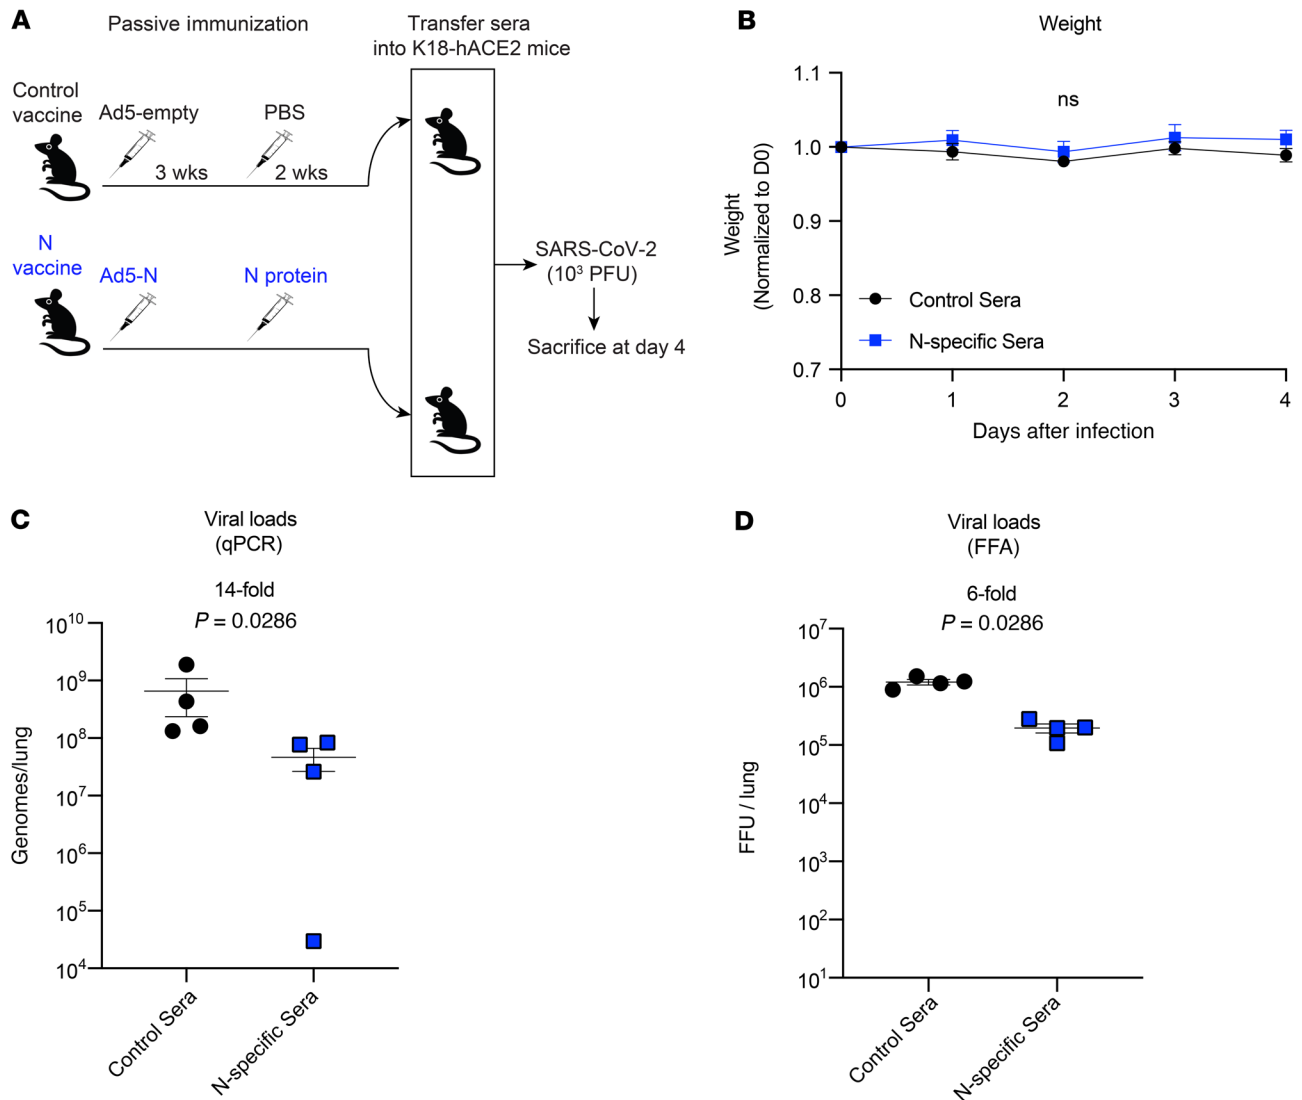 A
Passive immunization
Transfer sera
into K18-hACE2 mice
Control
vaccine
Ad5-empty
PBS
3 wks
2 wks
N
vaccine
Ad5-N
N protein
SARS-CoV-2
(10³ PFU)
Sacrifice at day 4
B
Weight
ns
Weight
(Normalized to D0)
1.1
1.0
0.9
0.8
0.7
Control Sera
N-specific Sera
0 1 2 3 4
Days after infection
C
Viral loads
(qPCR)
14-fold
P = 0.0286
Genomes/lung
10¹⁰
10⁹
10⁸
10⁷
10⁶
10⁵
10⁴
Control Sera
N-specific Sera
D
Viral loads
(FFA)
6-fold
P = 0.0286
FFU / lung
10⁷
10⁶
10⁵
10⁴
10³
10²
10¹
Control Sera
N-specific Sera